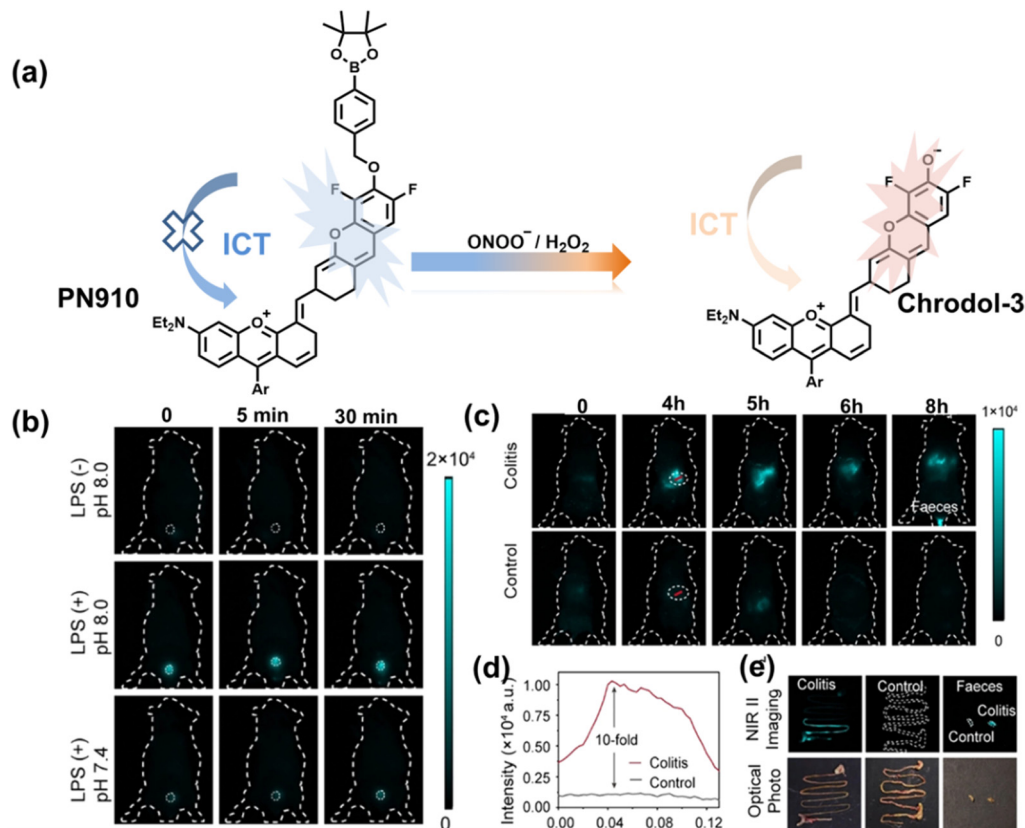 (a)
O
O
B
O
F
F
O
ICT
PN910
O+
Et₂N
Ar
ONOO⁻ / H₂O₂
ICT
O⁻
F
F
O
Chrodol-3
O+
Et₂N
Ar
(b)
0 5 min 30 min
LPS (-)
pH 8.0
LPS (+)
pH 8.0
LPS (+)
pH 7.4
2×10⁴
0
(c)
0 4h 5h 6h 8h
Colitis
Faeces
Control
1×10⁴
0
(d)
Intensity (×10⁴ a.u.)
1.00
0.75
0.50
0.25
0.00
10-fold
Colitis
Control
0.00 0.04 0.08 0.12
(e)
NIR II
Imaging
Colitis
Control
Faeces
Colitis
Control
Optical
Photo